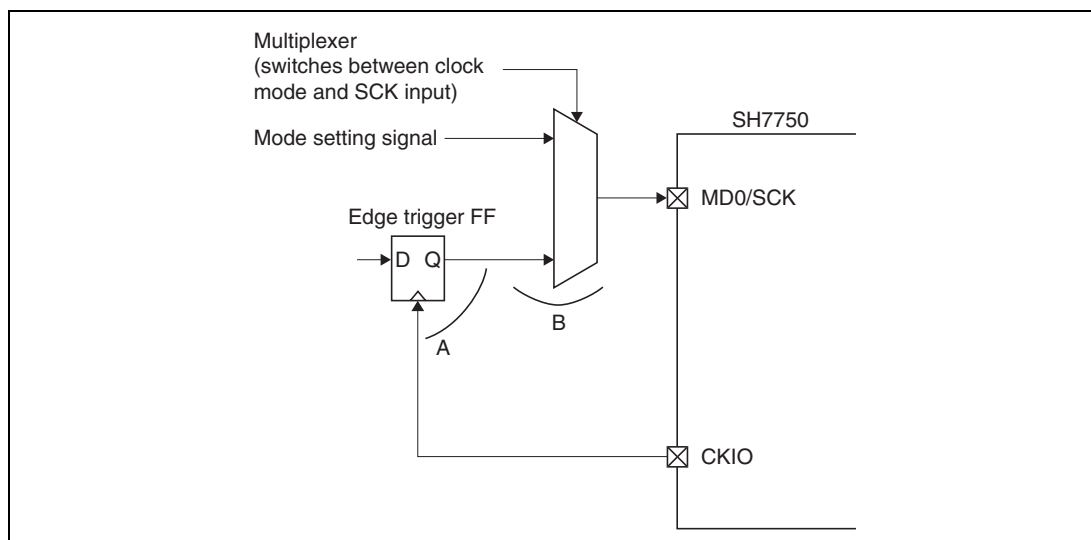 Multiplexer
(switches between clock
mode and SCK input)
SH7750
Mode setting signal
MD0/SCK
Edge trigger FF
D Q
B
A
CKIO